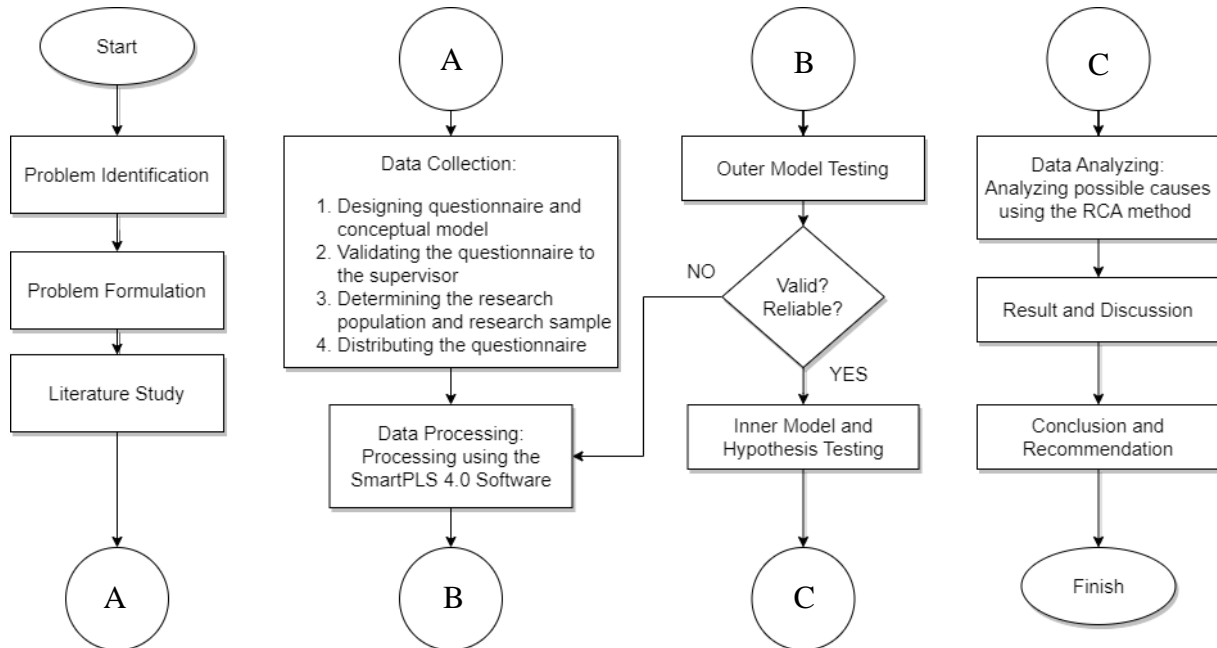 Start
Problem Identification
Problem Formulation
Literature Study
A
A
Data Collection:
1. Designing questionnaire and
conceptual model
2. Validating the questionnaire to
the supervisor
3. Determining the research
population and research sample
4. Distributing the questionnaire
Data Processing:
Processing using the
SmartPLS 4.0 Software
B
B
Outer Model Testing
Valid?
Reliable?
NO
YES
Inner Model and
Hypothesis Testing
C
C
Data Analyzing:
Analyzing possible causes
using the RCA method
Result and Discussion
Conclusion and
Recommendation
Finish